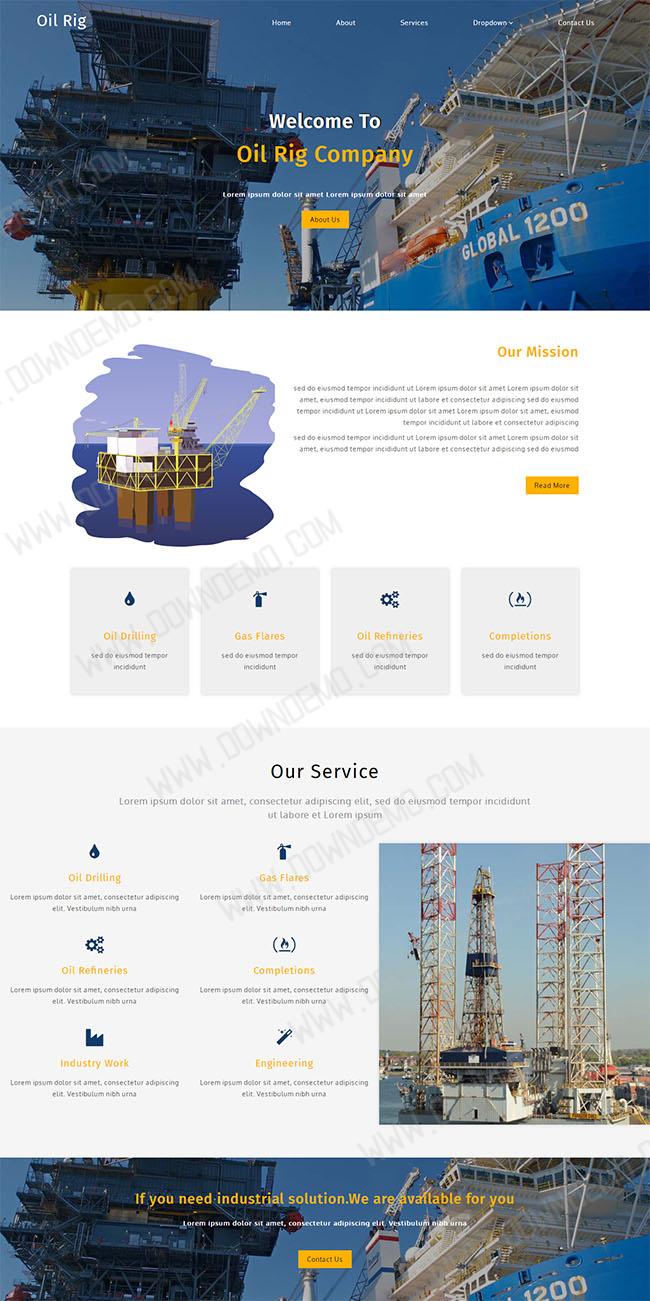 Oil Rig
Home About Services Dropdown Contact Us
Welcome To
Oil Rig Company
Lorem ipsum dolor sit amet Lorem ipsum dolor sit amet
About Us
GLOBAL 1200
Our Mission
sed do eiusmod tempor incididunt ut Lorem ipsum dolor sit amet Lorem ipsum dolor sit
amet, eiusmod tempor incididunt ut labore et consectetur adipiscing sed do eiusmod
tempor incididunt ut Lorem ipsum dolor sit amet Lorem ipsum dolor sit amet, eiusmod
tempor incididunt ut labore et consectetur adipiscing
sed do eiusmod tempor incididunt ut Lorem ipsum dolor sit amet Lorem ipsum dolor sit
amet, eiusmod tempor incididunt ut labore et consectetur adipiscing sed do eiusmod
Read More
Oil Drilling
sed do eiusmod tempor
incididunt
Gas Flares
sed do eiusmod tempor
incididunt
Oil Refineries
sed do eiusmod tempor
incididunt
Completions
sed do eiusmod tempor
incididunt
Our Service
Lorem ipsum dolor sit amet, consectetur adipiscing elit, sed do eiusmod tempor incididunt
ut labore et Lorem ipsum
Oil Drilling
Lorem ipsum dolor sit amet, consectetur adipiscing
elit. Vestibulum nibh urna
Gas Flares
Lorem ipsum dolor sit amet, consectetur adipiscing
elit. Vestibulum nibh urna
Oil Refineries
Lorem ipsum dolor sit amet, consectetur adipiscing
elit. Vestibulum nibh urna
Completions
Lorem ipsum dolor sit amet, consectetur adipiscing
elit. Vestibulum nibh urna
Industry Work
Lorem ipsum dolor sit amet, consectetur adipiscing
elit. Vestibulum nibh urna
Engineering
Lorem ipsum dolor sit amet, consectetur adipiscing
elit. Vestibulum nibh urna
If you need industrial solution.We are available for you
Lorem ipsum dolor sit amet, consectetur adipiscing elit. Vestibulum nibh urna
Contact Us
1200
WWW.DOWNDEMO.COM
WWW.DOWNDEMO.COM
WWW.DOWNDEMO.COM
WWW.DOWNDEMO.COM